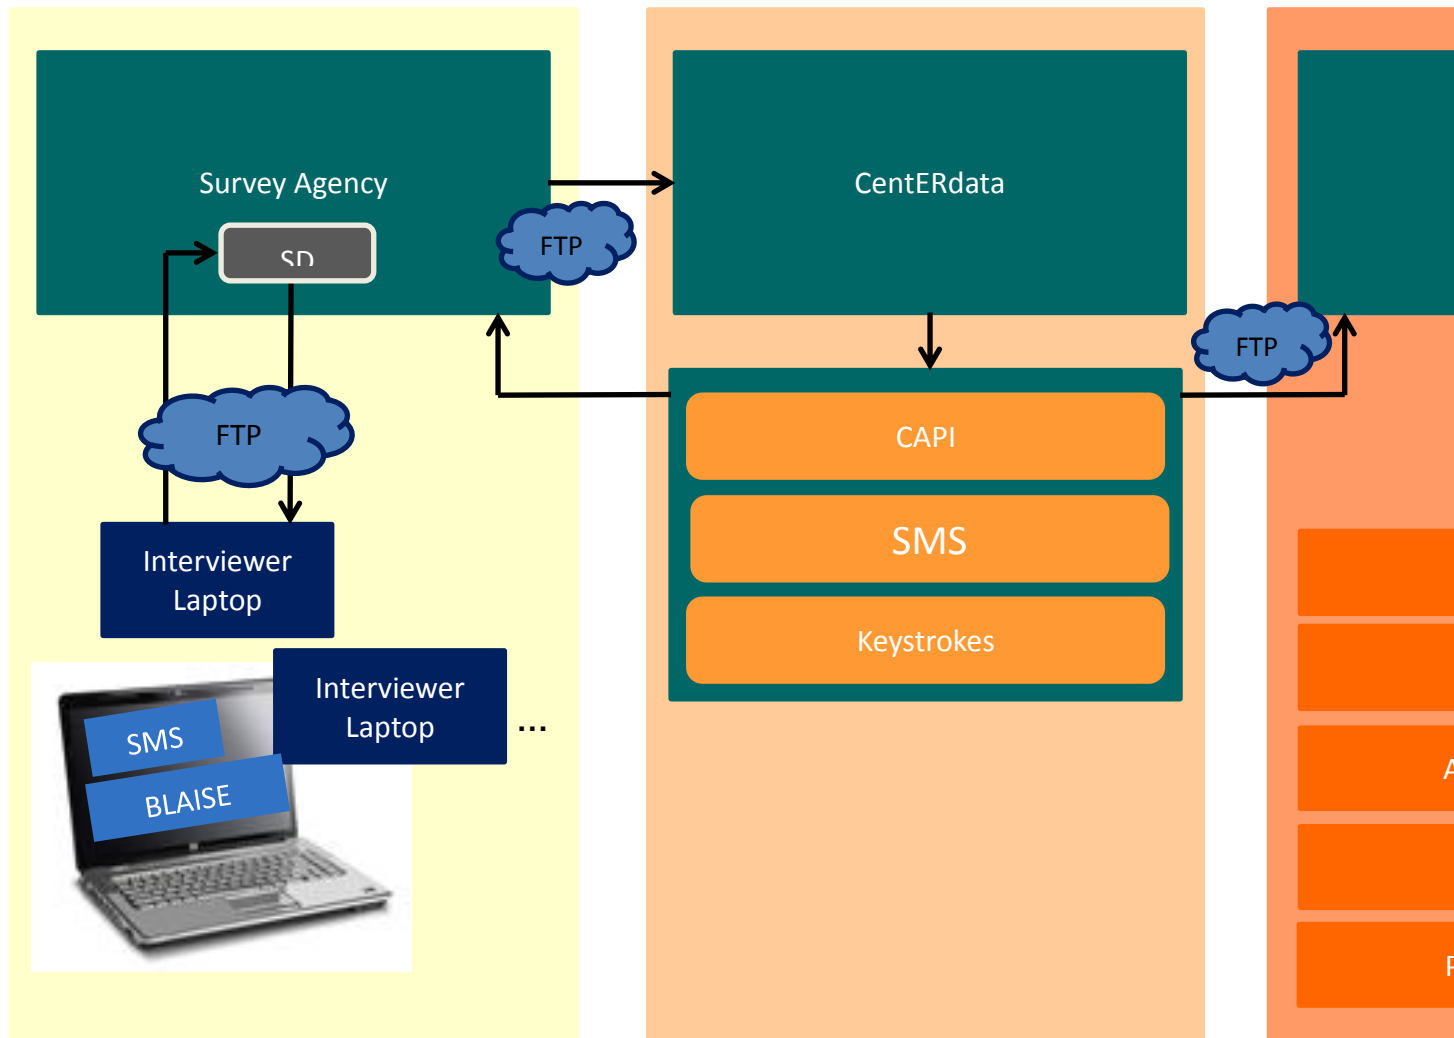 Survey Agency
SD
FTP
CentERdata
FTP
FTP
Interviewer
Laptop
Interviewer
Laptop
...
SMS
BLAISE
CAPI
SMS
Keystrokes
A